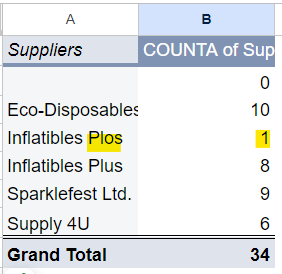 A B
Suppliers COUNTA of Sup
0
Eco-Disposables 10
Inflatibles Plos 1
Inflatibles Plus 8
Sparklefest Ltd. 9
Supply 4U 6
Grand Total 34